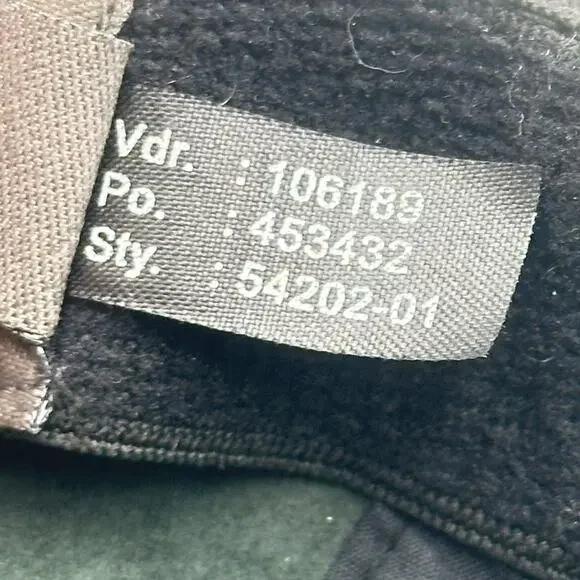 Vdr. : 106189
Po. : 453432
Sty. : 54202-01